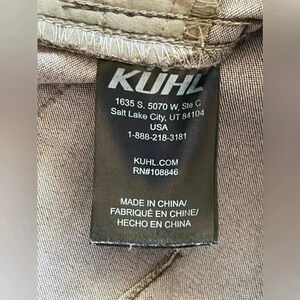 KÜHL
1635 S. 5070 W, Ste C
Salt Lake City, UT 84104
USA
1-888-218-3181
KUHL.COM
RN#108846
MADE IN CHINA/
FABRIQUÉ EN CHINE/
HECHO EN CHINA